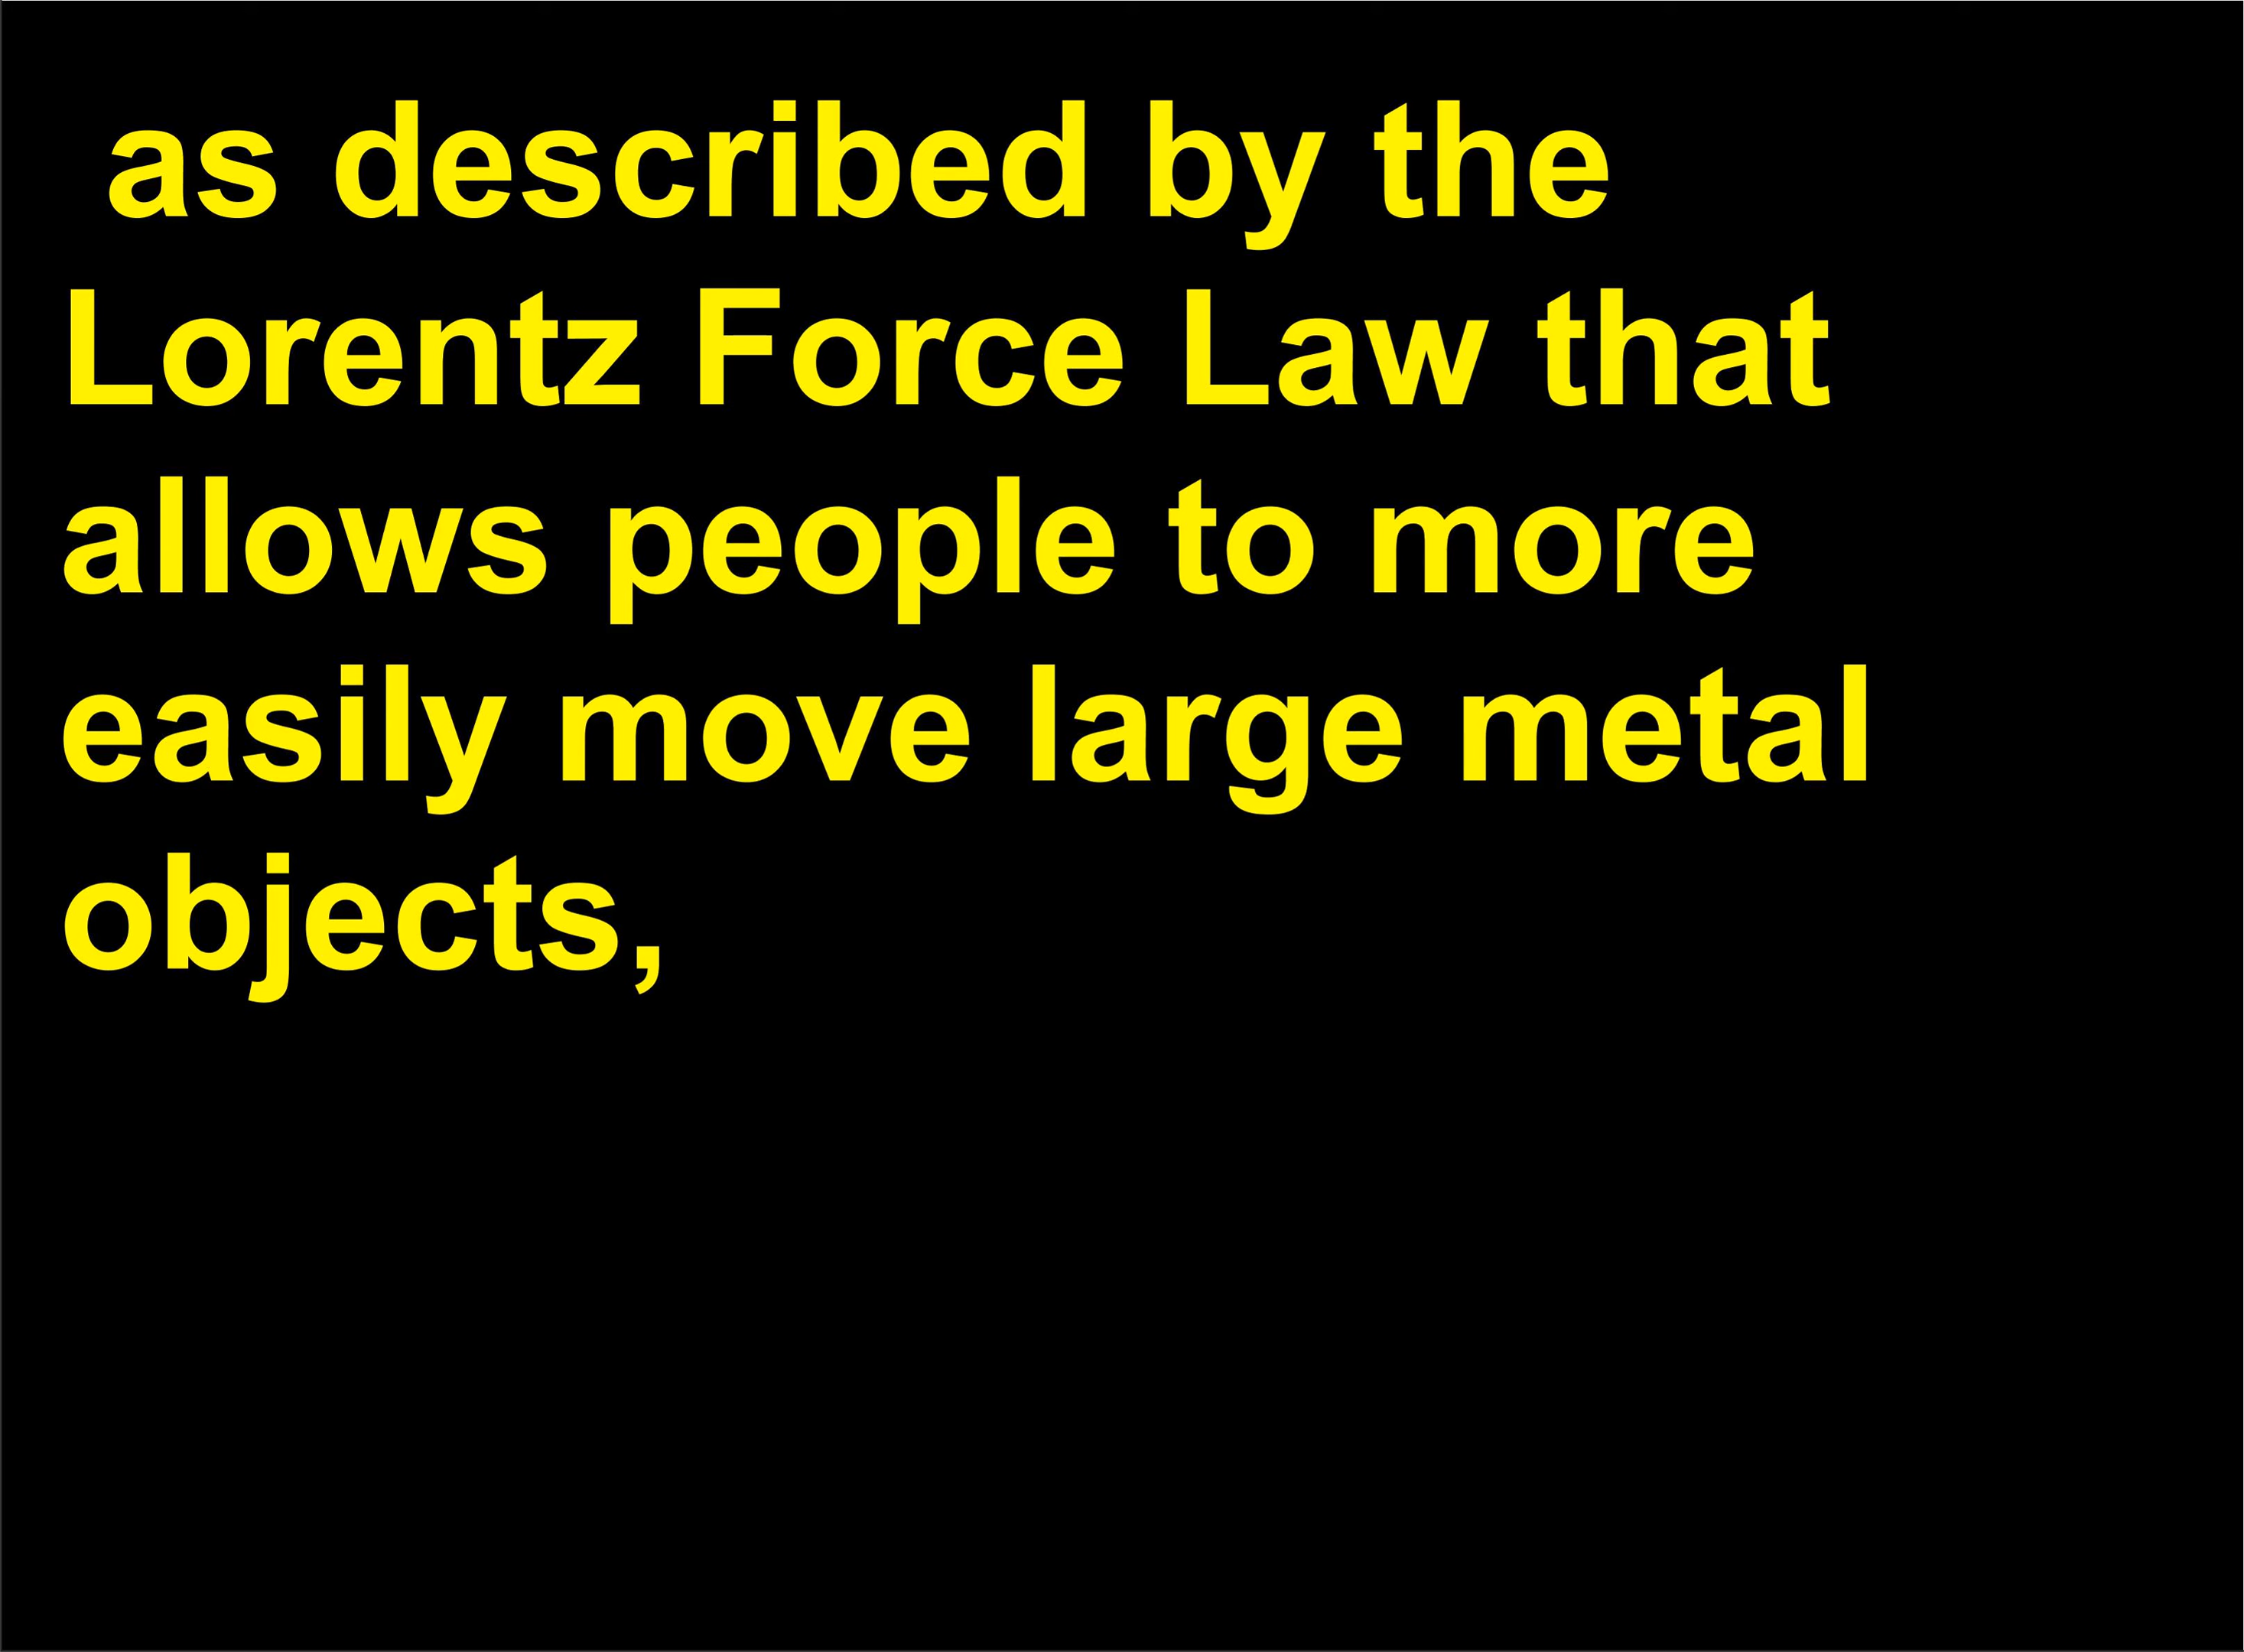 as described by the
Lorentz Force Law that
allows people to more
easily move large metal
objects,